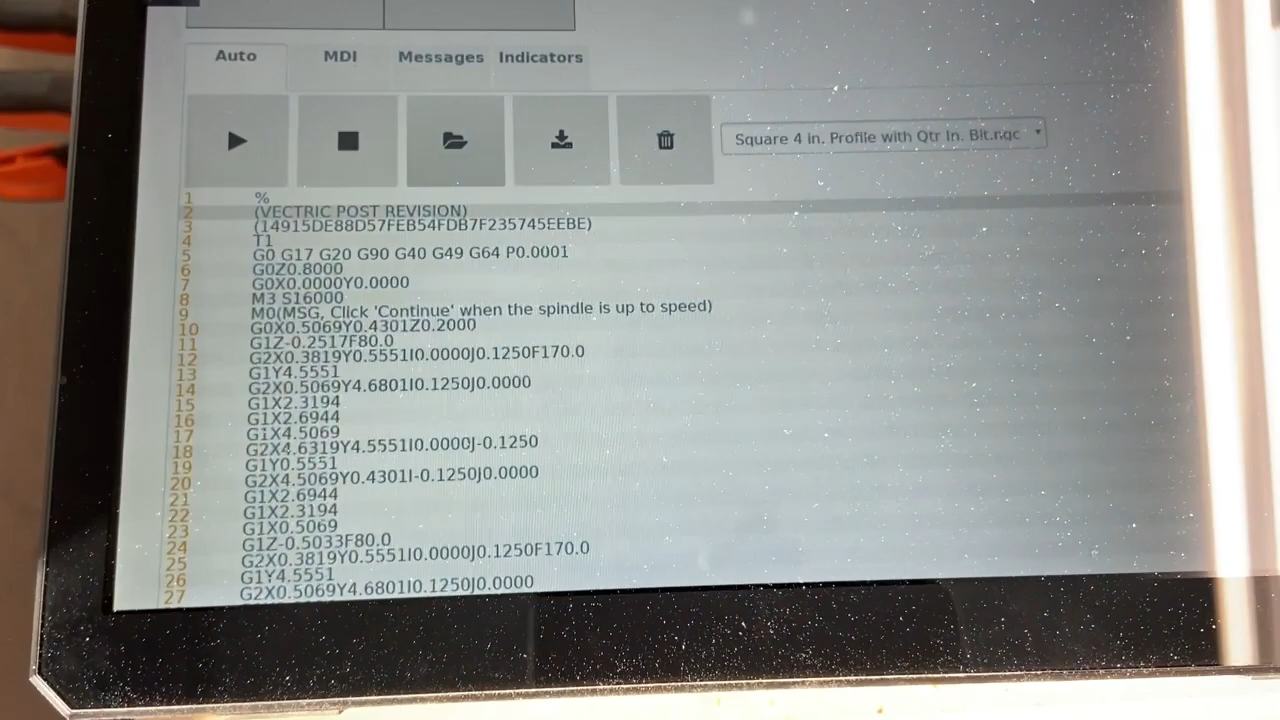 Auto MDI Messages Indicators
Square 4 in. Profile with Qtr In. Bit.ngc
1 %
2 (VECTRIC POST REVISION)
3 (14915DE88D57FEB54FDB7F235745EEBE)
4 T1
5 G0 G17 G20 G90 G40 G49 G64 P0.0001
6 G0Z0.8000
7 G0X0.0000Y0.0000
8 M3 S16000
9 M0(MSG, Click 'Continue' when the spindle is up to speed)
10 G0X0.5069Y0.4301Z0.2000
11 G1Z-0.2517F80.0
12 G2X0.3819Y0.5551I0.0000J0.1250F170.0
13 G1Y4.5551
14 G2X0.5069Y4.6801I0.1250J0.0000
15 G1X2.3194
16 G1X2.6944
17 G1X4.5069
18 G2X4.6319Y4.5551I0.0000J-0.1250
19 G1Y0.5551
20 G2X4.5069Y0.4301I-0.1250J0.0000
21 G1X2.6944
22 G1X2.3194
23 G1X0.5069
24 G1Z-0.5033F80.0
25 G2X0.3819Y0.5551I0.0000J0.1250F170.0
26 G1Y4.5551
27 G2X0.5069Y4.6801I0.1250J0.0000